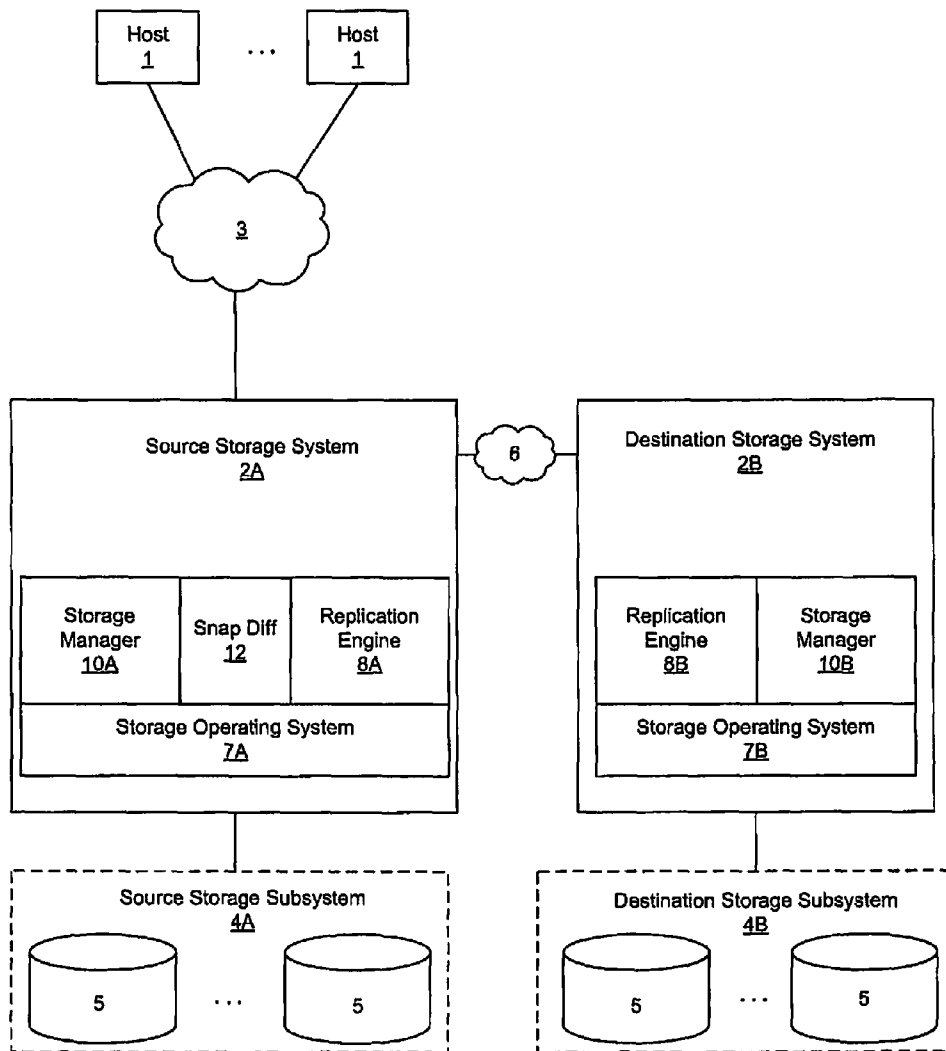 Host
1
...
Host
1
3
Source Storage System
2A
6
Destination Storage System
2B
Storage
Manager
10A
Snap Diff
12
Replication
Engine
8A
Storage Operating System
7A
Replication
Engine
8B
Storage
Manager
10B
Storage Operating System
7B
Source Storage Subsystem
4A
5
...
5
Destination Storage Subsystem
4B
5
...
5